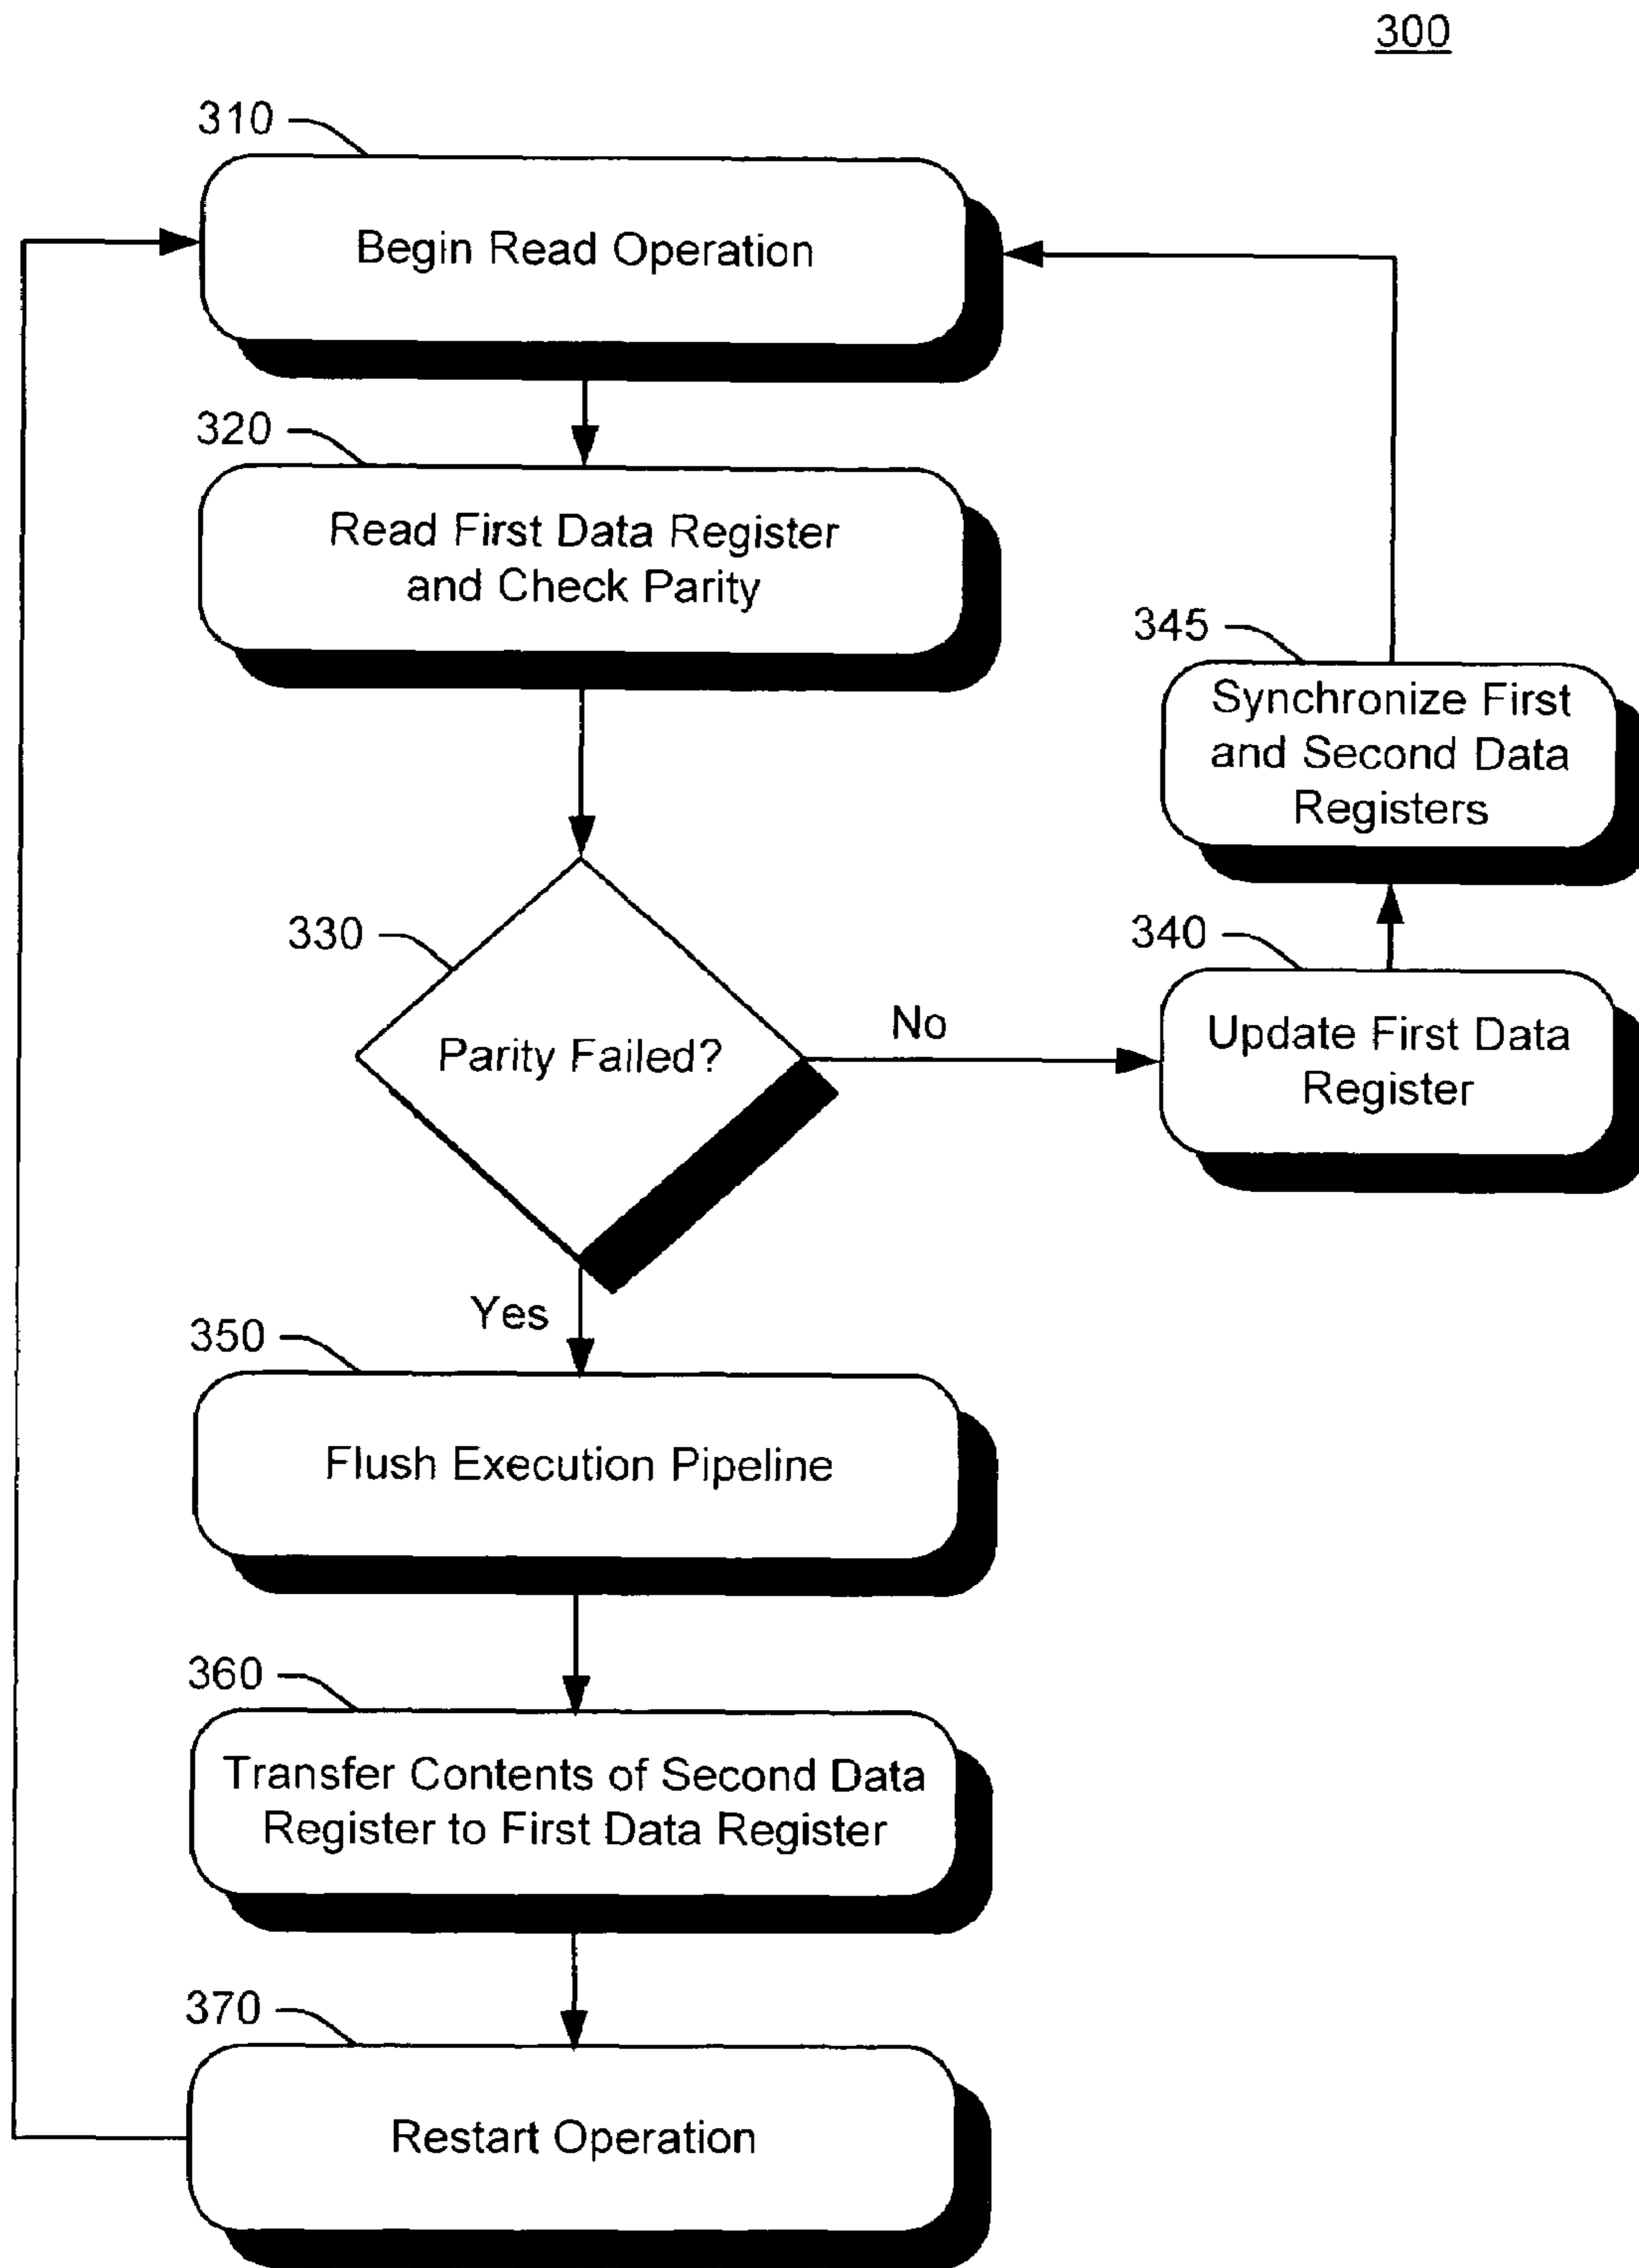 300
310
Begin Read Operation
320
Read First Data Register
and Check Parity
345
Synchronize First
and Second Data
Registers
330
Parity Failed?
No
340
Update First Data
Register
Yes
350
Flush Execution Pipeline
360
Transfer Contents of Second Data
Register to First Data Register
370
Restart Operation